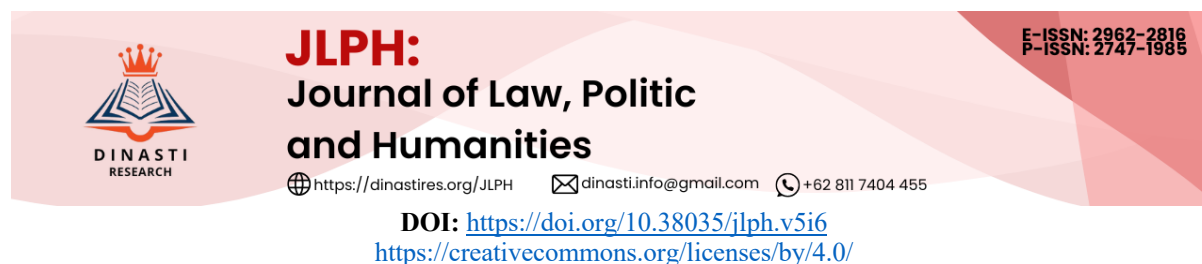 JLPH:
Journal of Law, Politic
and Humanities
E-ISSN: 2962-2816
P-ISSN: 2747-1985
DINASTI
RESEARCH
https://dinastires.org/JLPH dinasti.info@gmail.com +62 811 7404 455
DOI: https://doi.org/10.38035/jlph.v5i6
https://creativecommons.org/licenses/by/4.0/